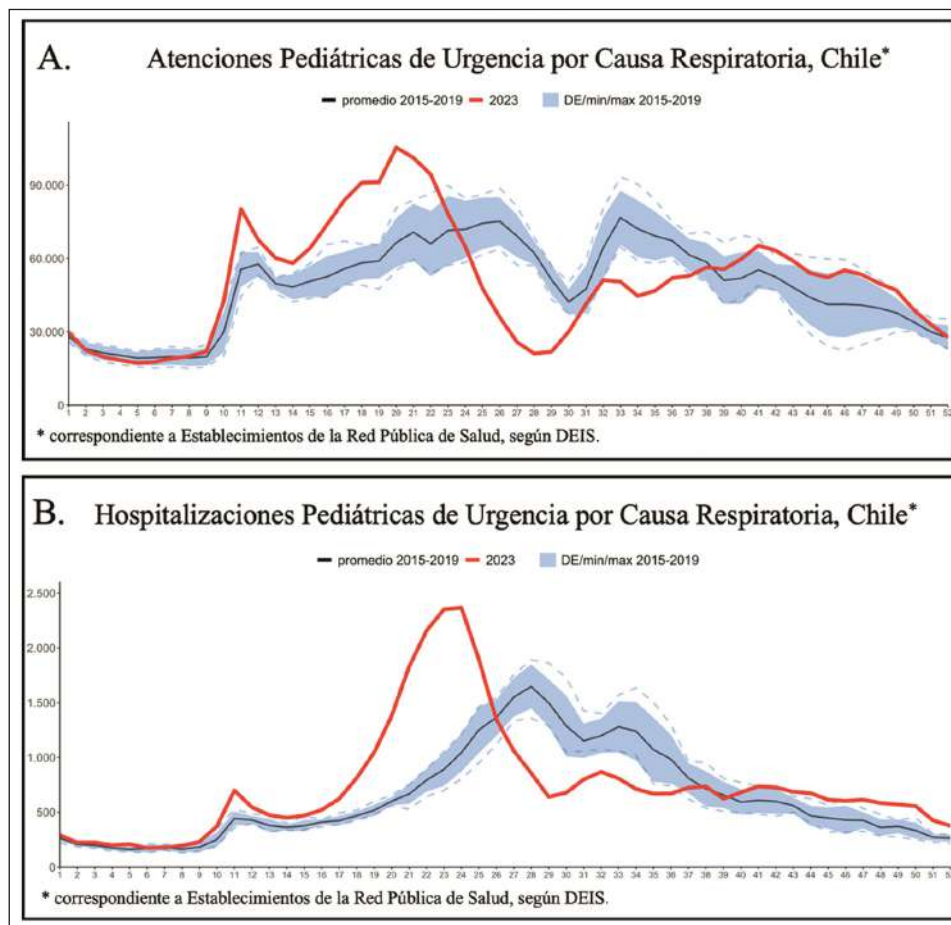 A. Atenciones Pediátricas de Urgencia por Causa Respiratoria, Chile*
promedio 2015-2019 2023 DE/min/max 2015-2019
90.000
60.000
30.000
0
1 2 3 4 5 6 7 8 9 10 11 12 13 14 15 16 17 18 19 20 21 22 23 24 25 26 27 28 29 30 31 32 33 34 35 36 37 38 39 40 41 42 43 44 45 46 47 48 49 50 51 52
* correspondiente a Establecimientos de la Red Pública de Salud, según DEIS.
B. Hospitalizaciones Pediátricas de Urgencia por Causa Respiratoria, Chile*
promedio 2015-2019 2023 DE/min/max 2015-2019
2.500
2.000
1.500
1.000
500
0
1 2 3 4 5 6 7 8 9 10 11 12 13 14 15 16 17 18 19 20 21 22 23 24 25 26 27 28 29 30 31 32 33 34 35 36 37 38 39 40 41 42 43 44 45 46 47 48 49 50 51 52
* correspondiente a Establecimientos de la Red Pública de Salud, según DEIS.